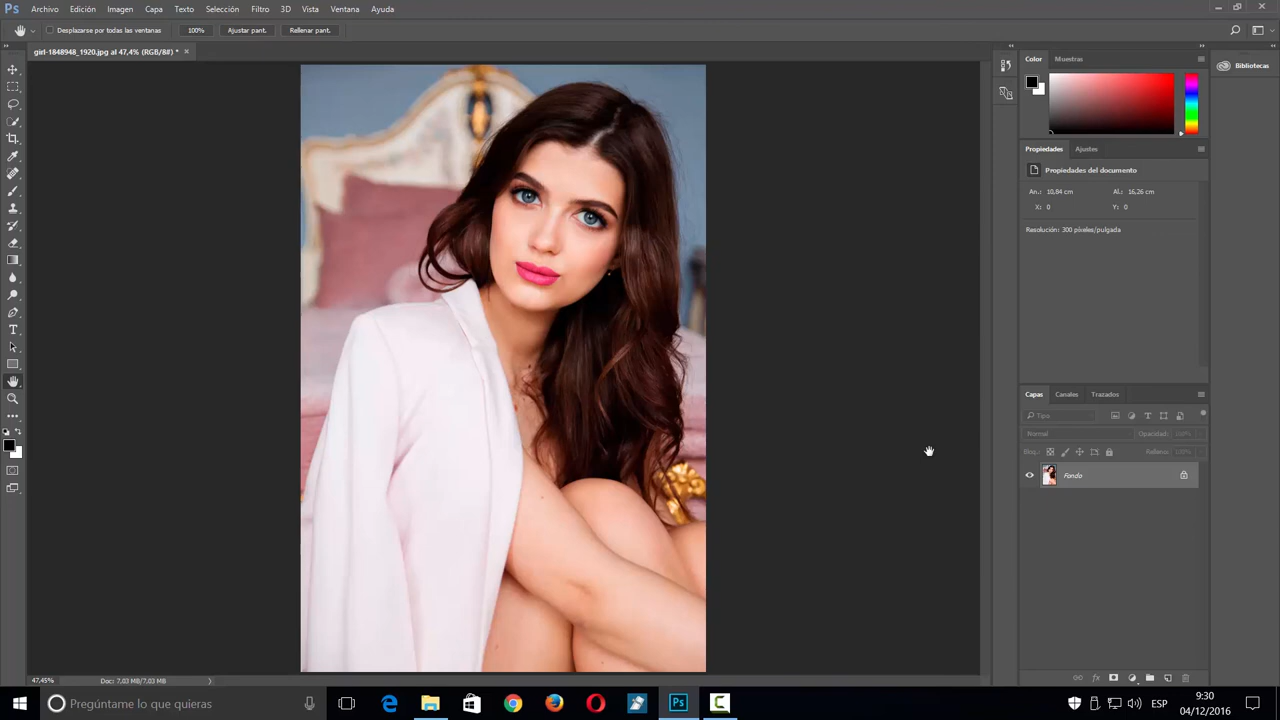 Ps Archivo Edición Imagen Capa Texto Selección Filtro 3D Vista Ventana Ayuda
Desplazarse por todas las ventanas 100% Ajustar pant. Rellenar pant.
girl-1848948_1920.jpg al 47,4% (RGB/8#) * ×
Color Muestras
Bibliotecas
Propiedades Ajustes
Propiedades del documento
An.: 10,84 cm Al.: 16,26 cm
X: 0 Y: 0
Resolución: 300 píxeles/pulgada
Capas Canales Trazados
Tipo
Normal Opacidad: 100%
Bloq.: Relleno: 100%
Fondo
47,45% Doc: 7,03 MB/7,03 MB
Pregúntame lo que quieras
ESP
9:30
04/12/2016